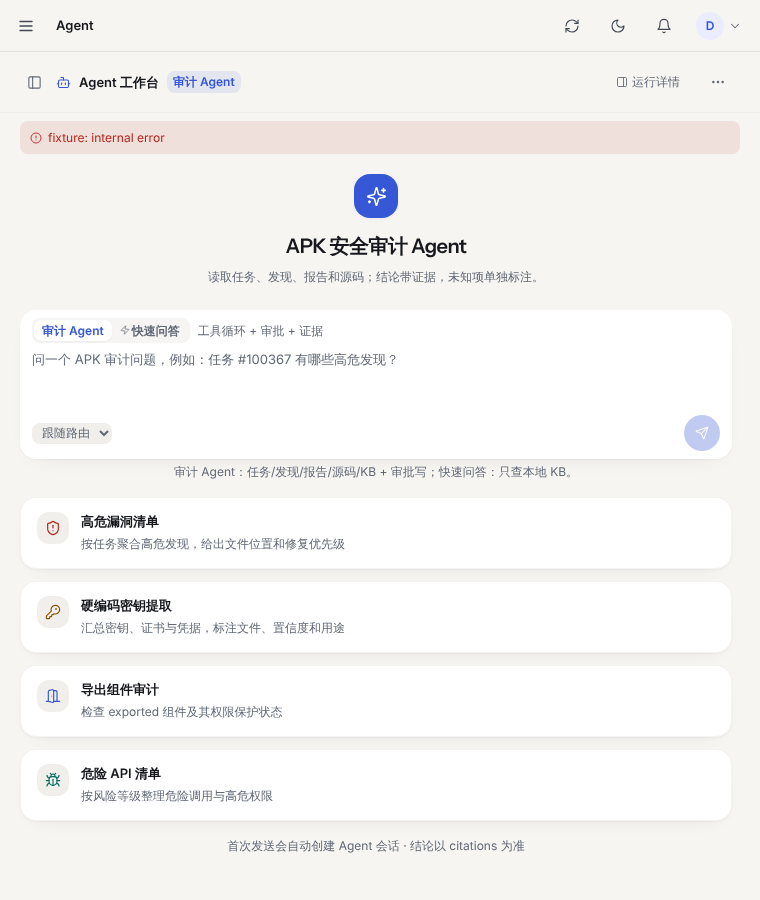 Agent
D
Agent 工作台 审计 Agent 运行详情
fixture: internal error
APK 安全审计 Agent
读取任务、发现、报告和源码；结论带证据，未知项单独标注。
审计 Agent 快速问答 工具循环 + 审批 + 证据
问一个 APK 审计问题，例如：任务 #100367 有哪些高危发现？
跟随路由
审计 Agent：任务/发现/报告/源码/KB + 审批写；快速问答：只查本地 KB。
高危漏洞清单
按任务聚合高危发现，给出文件位置和修复优先级
硬编码密钥提取
汇总密钥、证书与凭据，标注文件、置信度和用途
导出组件审计
检查 exported 组件及其权限保护状态
危险 API 清单
按风险等级整理危险调用与高危权限
首次发送会自动创建 Agent 会话 · 结论以 citations 为准